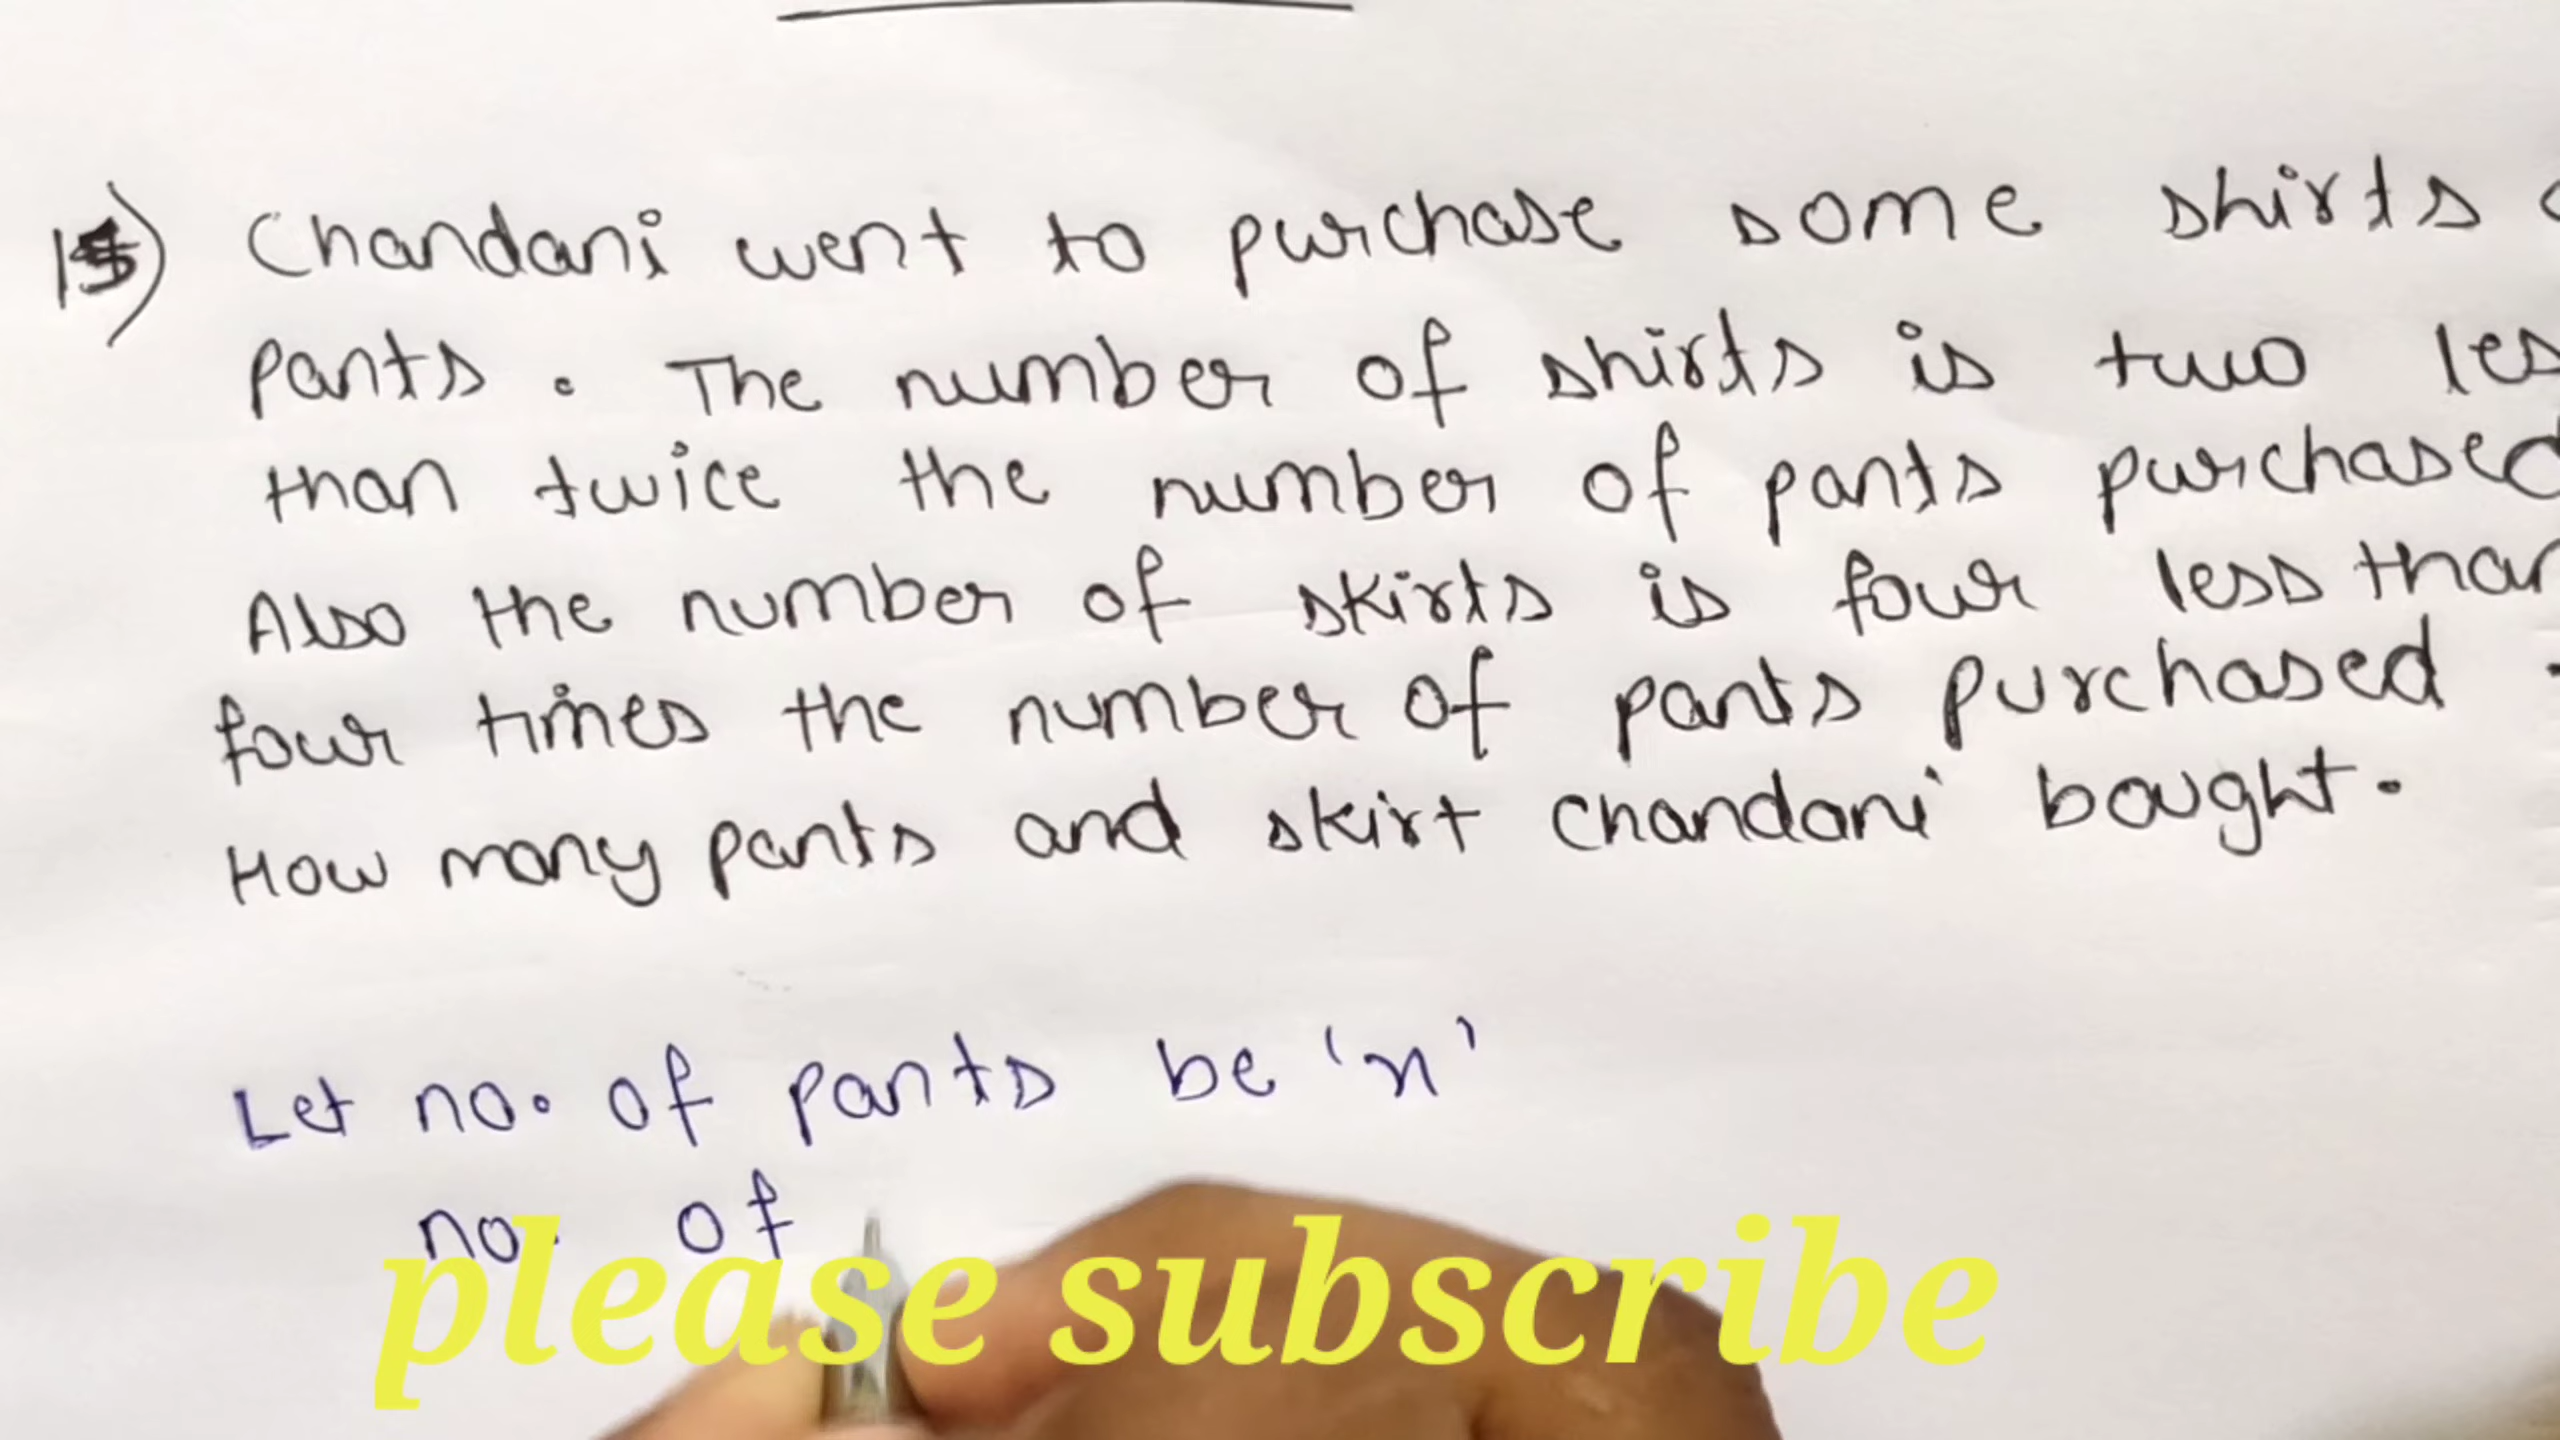 15) Chandani went to purchase some shirts
pants. The number of shirts is two les
than twice the number of pants purchased
Also the number of skirts is four less than
four times the number of pants purchased.
How many pants and skirt Chandani bought.
Let no. of pants be 'x'
no. of
please subscribe